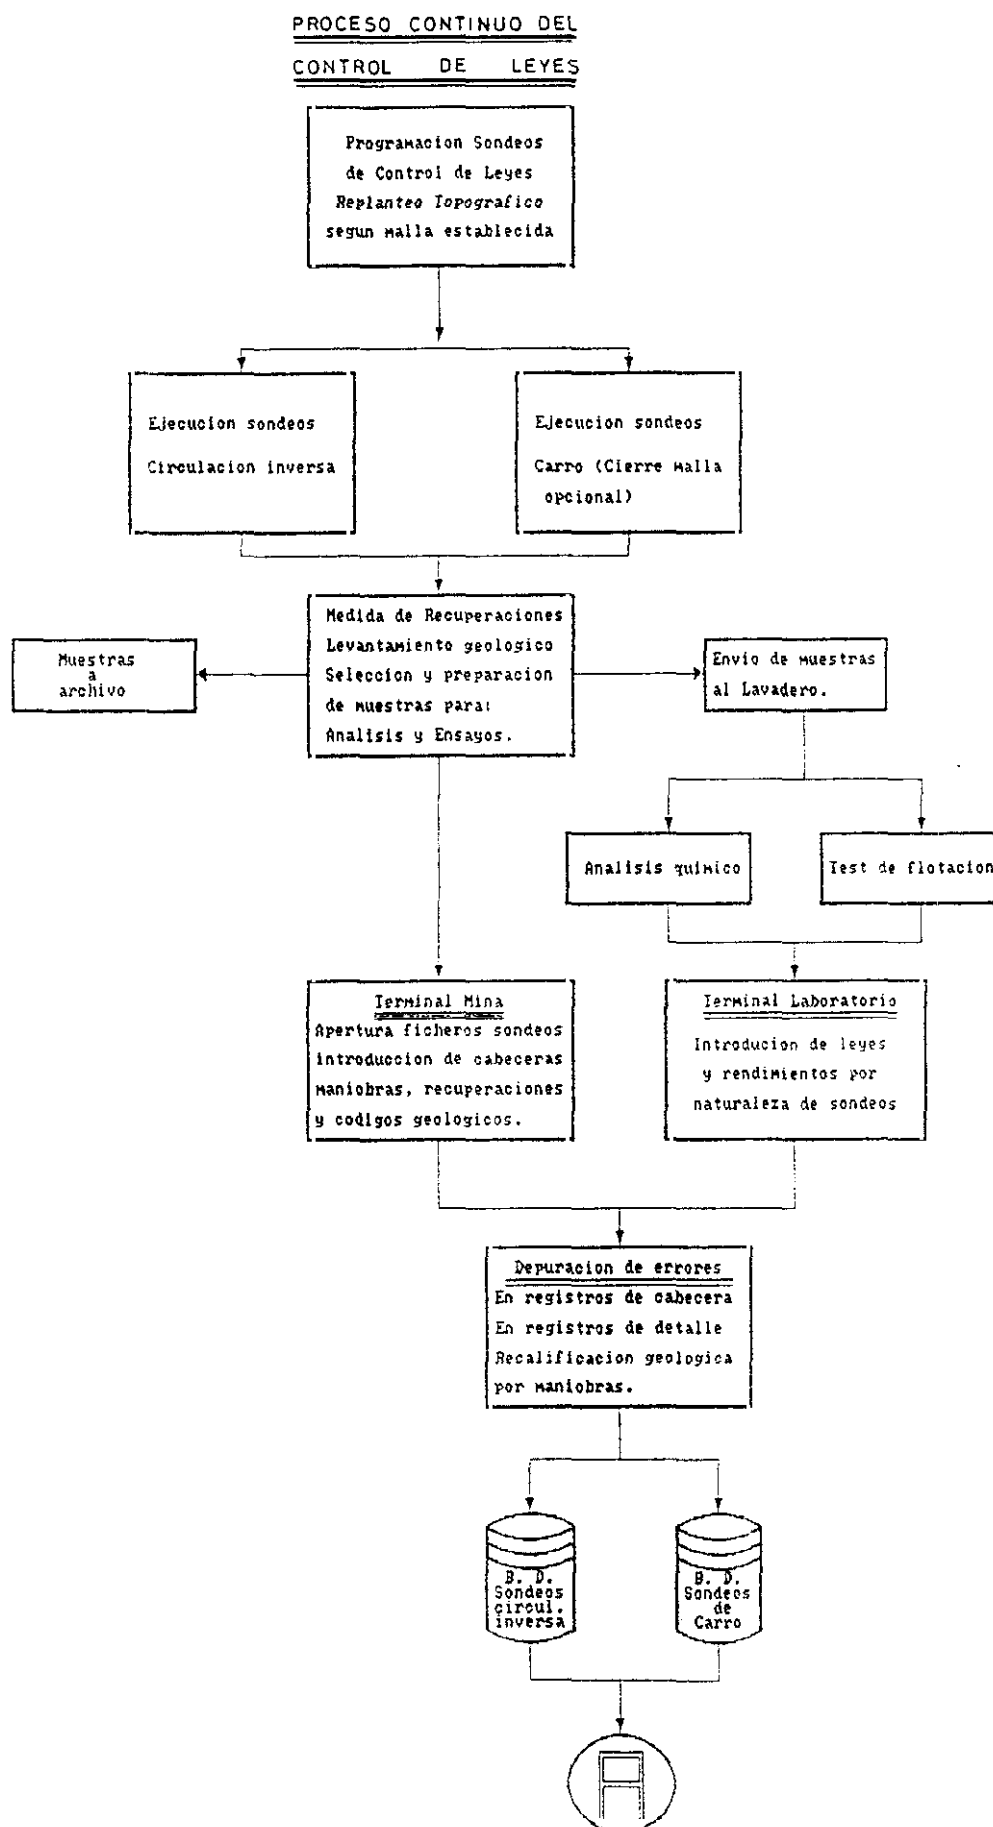 PROCESO CONTINUO DEL
CONTROL DE LEYES
Programacion Sondeos
de Control de Leyes
Replanteo Topografico
segun malla establecida
Ejecucion sondeos
Circulacion inversa
Ejecucion sondeos
Carro (Cierre malla
opcional)
Medida de Recuperaciones
Levantamiento geologico
Seleccion y preparacion
de muestras para:
Analisis y Ensayos.
Muestras
a
archivo
Envio de muestras
al Lavadero.
Analisis quimico
Test de flotacion
Terminal Mina
Apertura ficheros sondeos
introduccion de cabeceras
maniobras, recuperaciones
y codigos geologicos.
Terminal Laboratorio
Introducion de leyes
y rendimientos por
naturaleza de sondeos
Depuracion de errores
En registros de cabecera
En registros de detalle
Recalificacion geologica
por maniobras.
B. D.
Sondeos
circul.
inversa
B. D.
Sondeos
de
Carro